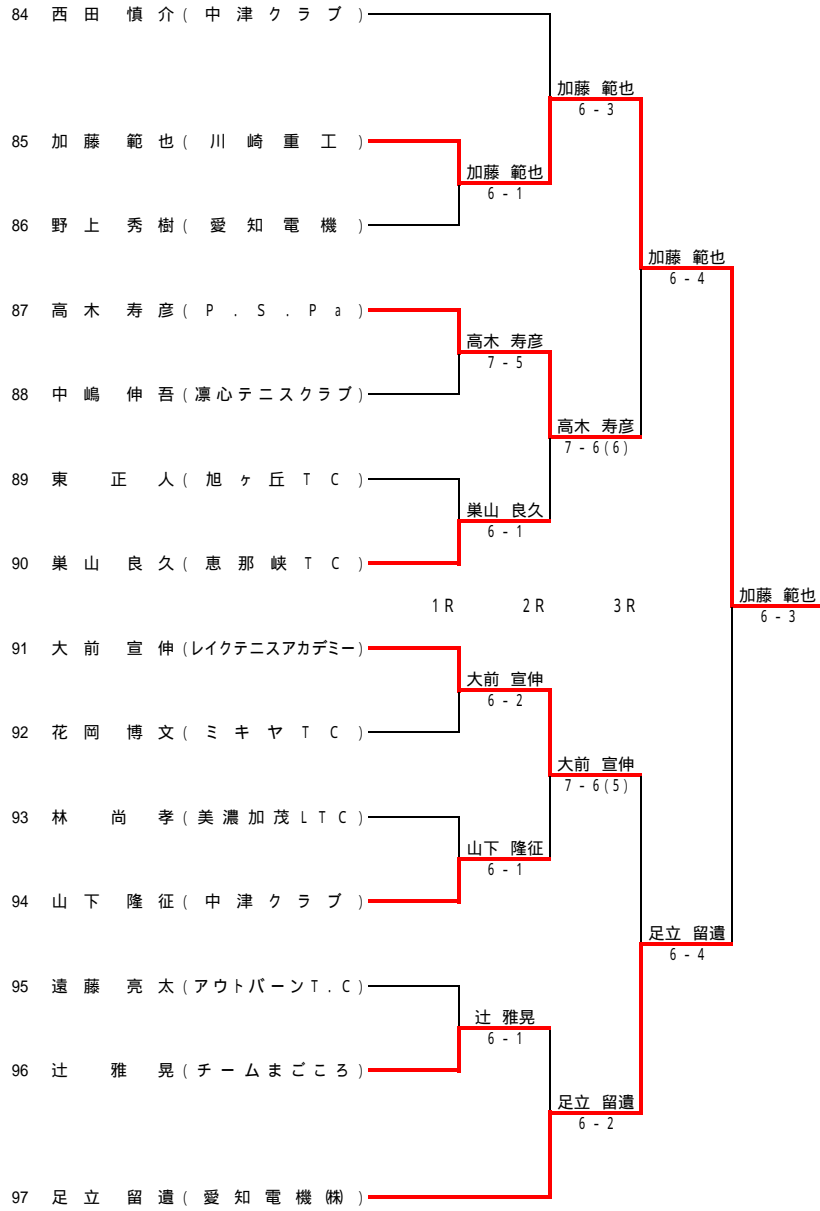 84 西田 慎介(中津クラブ)
加藤 範也
6-3
85 加藤 範也(川崎重工)
加藤 範也
6-1
86 野上 秀樹(愛知電機)
加藤 範也
6-4
87 高木 寿彦(P.S.Pa)
高木 寿彦
7-5
88 中嶋 伸吾(凛心テニスクラブ)
高木 寿彦
7-6(6)
89 東 正人(旭ヶ丘TC)
巣山 良久
6-1
90 巣山 良久(恵那峡TC)
1R 2R 3R
加藤 範也
6-3
91 大前 宣伸(レイクテニスアカデミー)
大前 宣伸
6-2
92 花岡 博文(ミキヤTC)
大前 宣伸
7-6(5)
93 林 尚孝(美濃加茂LTC)
山下 隆征
6-1
94 山下 隆征(中津クラブ)
足立 留遺
6-4
95 遠藤 亮太(アウトバーンT.C)
辻 雅晃
6-1
96 辻 雅晃(チームまごころ)
足立 留遺
6-2
97 足立 留遺(愛知電機㈱)